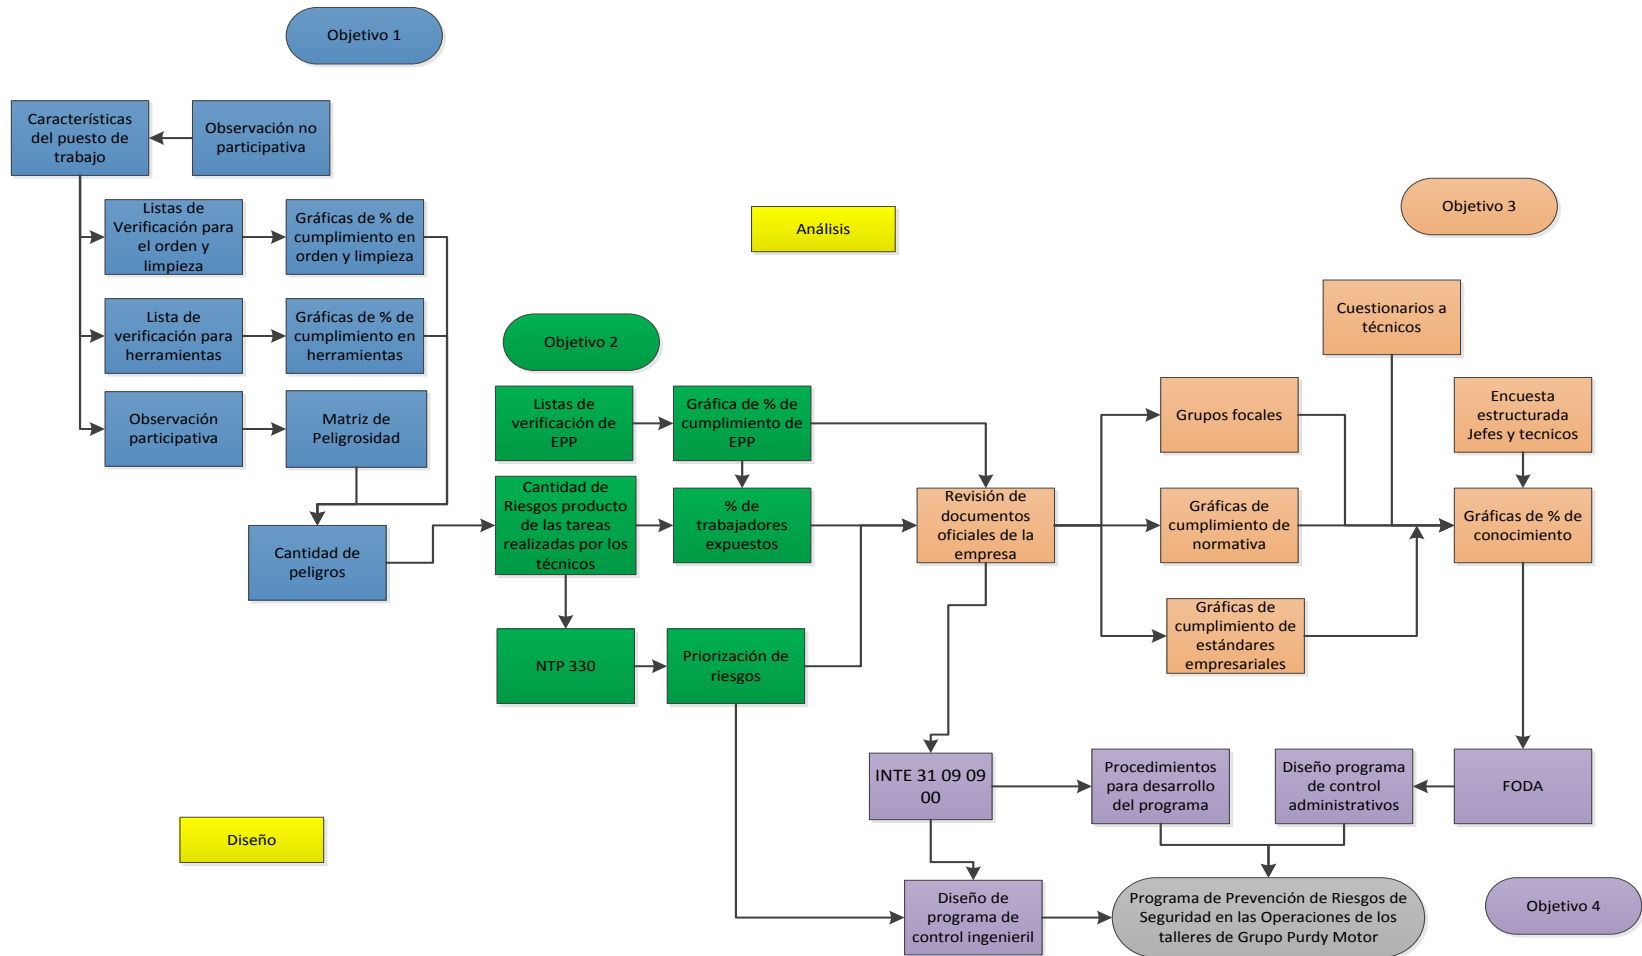 Objetivo 1
Características
del puesto de
trabajo
Observación no
participativa
Listas de
Verificación para
el orden y
limpieza
Gráficas de % de
cumplimiento en
orden y limpieza
Lista de
verificación para
herramientas
Gráficas de % de
cumplimiento en
herramientas
Observación
participativa
Matriz de
Peligrosidad
Cantidad de
peligros
Análisis
Objetivo 2
Listas de
verificación de
EPP
Gráfica de % de
cumplimiento de
EPP
Cantidad de
Riesgos producto
de las tareas
realizadas por los
técnicos
% de
trabajadores
expuestos
NTP 330
Priorización de
riesgos
Objetivo 3
Cuestionarios a
técnicos
Grupos focales
Encuesta
estructurada
Jefes y tecnicos
Revisión de
documentos
oficiales de la
empresa
Gráficas de
cumplimiento de
normativa
Gráficas de % de
conocimiento
Gráficas de
cumplimiento de
estándares
empresariales
INTE 31 09 09
00
Procedimientos
para desarrollo
del programa
Diseño programa
de control
administrativos
FODA
Diseño
Diseño de
programa de
control ingenieril
Programa de Prevención de Riesgos de
Seguridad en las Operaciones de los
talleres de Grupo Purdy Motor
Objetivo 4